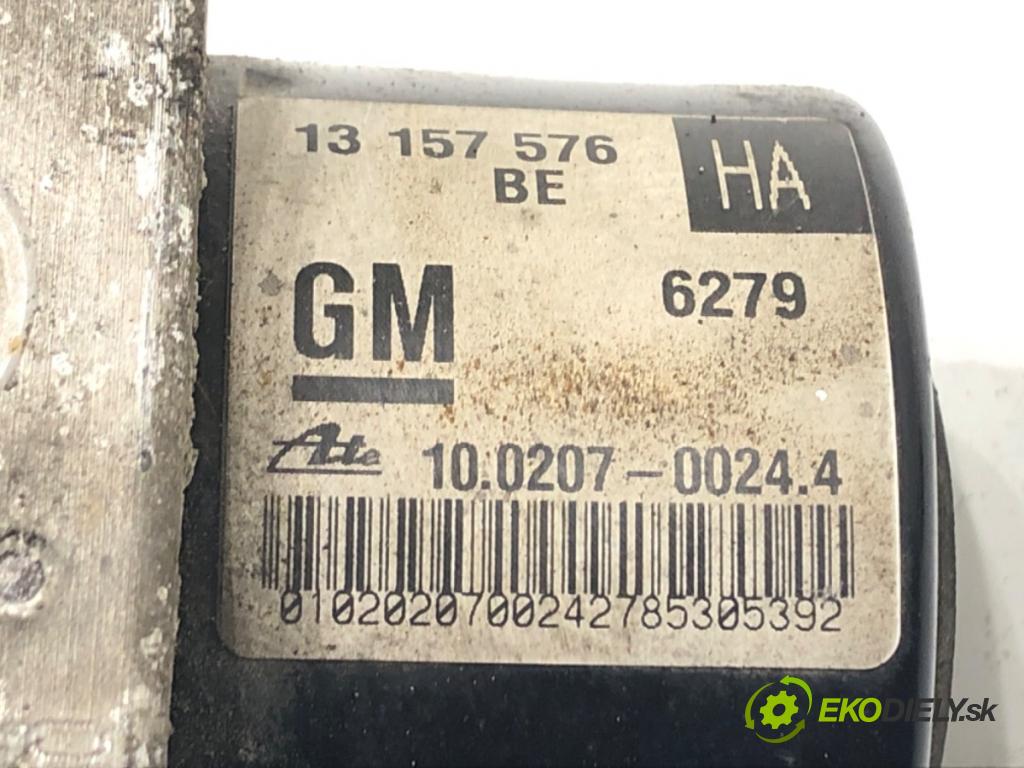 13 157 576 HA
BE
GM 6279
Ate 10.0207-0024.4
0102020700242785305392
EKODIELY.sk